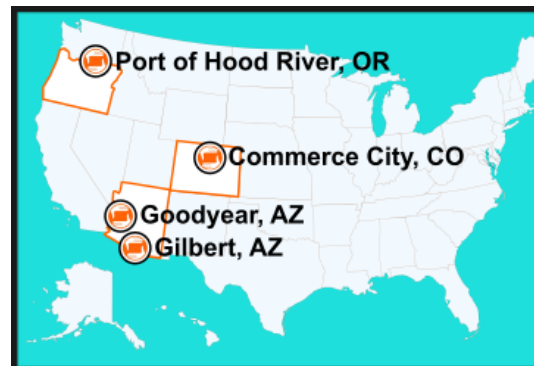 Port of Hood River, OR
Commerce City, CO
Goodyear, AZ
Gilbert, AZ